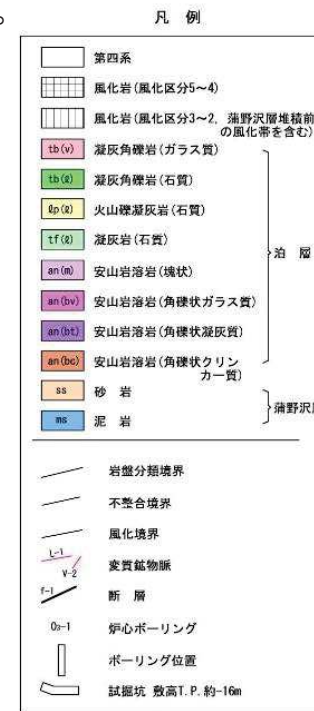 。
凡 例
第四系
風化岩(風化区分5~4)
風化岩(風化区分3~2, 蒲野沢層堆積前
の風化帯を含む)
tb(v) 凝灰角礫岩(ガラス質)
tb(ℓ) 凝灰角礫岩(石質)
ℓp(ℓ) 火山礫凝灰岩(石質)
tf(ℓ) 凝灰岩(石質)
an(m) 安山岩溶岩(塊状)
an(bv) 安山岩溶岩(角礫状ガラス質)
an(bt) 安山岩溶岩(角礫状凝灰質)
an(bc) 安山岩溶岩(角礫状クリン
カー質)
泊 層
ss 砂 岩
ms 泥 岩
蒲野沢層
岩盤分類境界
不整合境界
風化境界
L-1
V-2
変質鉱物脈
f-1 断 層
O3-1 炉心ボーリング
ボーリング位置
試掘坑 敷高T.P.約-16m